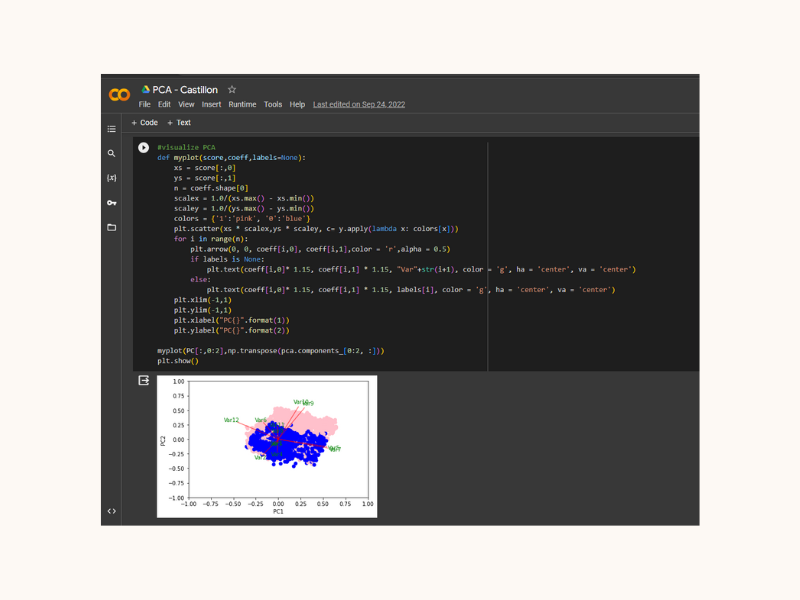 PCA - Castillon
File Edit View Insert Runtime Tools Help Last edited on Sep 24, 2022
+ Code + Text
#visualize PCA
def myplot(score,coeff,labels=None):
xs = score[:,0]
ys = score[:,1]
n = coeff.shape[0]
scalex = 1.0/(xs.max() - xs.min())
scaley = 1.0/(ys.max() - ys.min())
colors = {'1':'pink', '0':'blue'}
plt.scatter(xs * scalex,ys * scaley, c= y.apply(lambda x: colors[x]))
for i in range(n):
plt.arrow(0, 0, coeff[i,0], coeff[i,1],color = 'r',alpha = 0.5)
if labels is None:
plt.text(coeff[i,0]* 1.15, coeff[i,1] * 1.15, "Var"+str(i+1), color = 'g', ha = 'center', va = 'center')
else:
plt.text(coeff[i,0]* 1.15, coeff[i,1] * 1.15, labels[i], color = 'g', ha = 'center', va = 'center')
plt.xlim(-1,1)
plt.ylim(-1,1)
plt.xlabel("PC{}".format(1))
plt.ylabel("PC{}".format(2))
myplot(PC[:,0:2],np.transpose(pca.components_[0:2, :]))
plt.show()
1.00
0.75
0.50
0.25
0.00
−0.25
−0.50
−0.75
−1.00
PC2
Var12
−1.00 −0.75 −0.50 −0.25 0.00 0.25 0.50 0.75 1.00
PC1